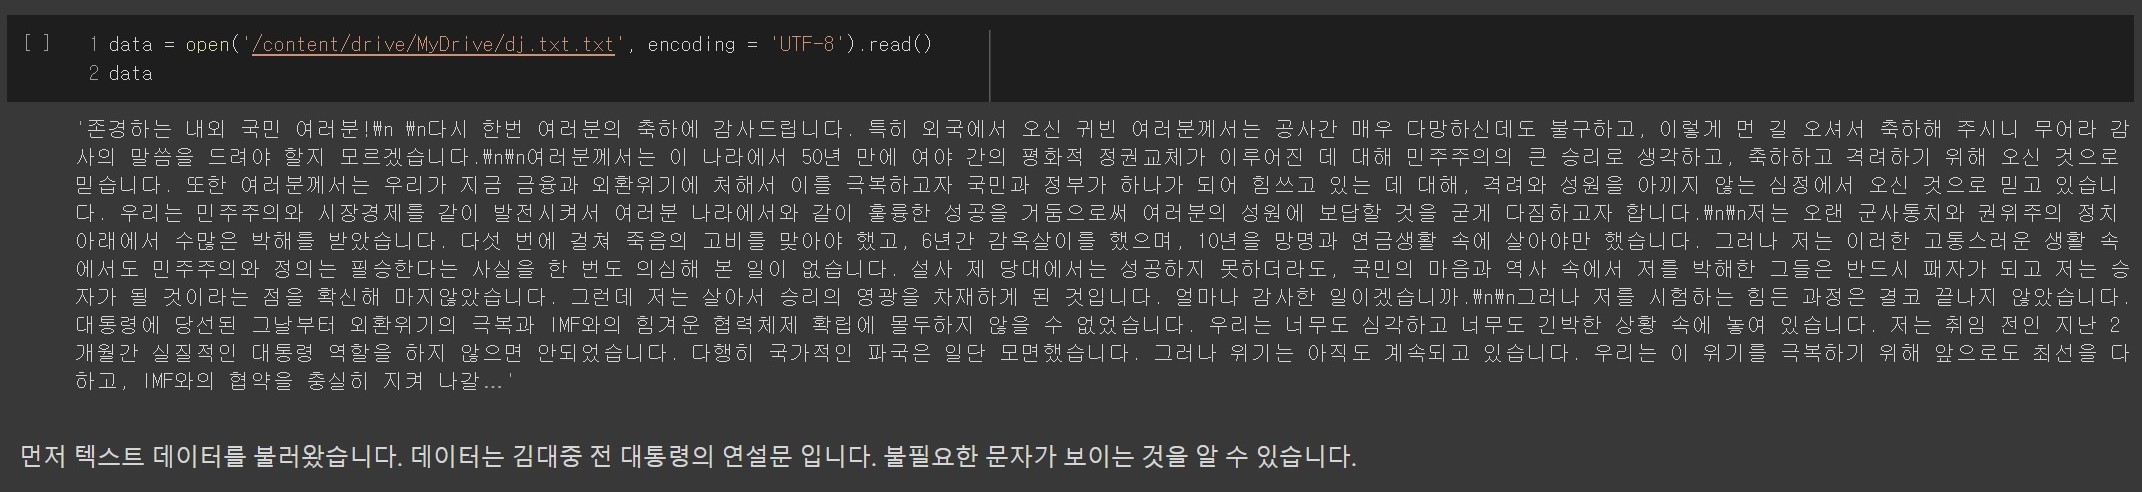 [ ] 1 data = open('/content/drive/MyDrive/dj.txt.txt', encoding = 'UTF-8').read()
2 data
'존경하는 내외 국민 여러분!₩n ₩n다시 한번 여러분의 축하에 감사드립니다. 특히 외국에서 오신 귀빈 여러분께서는 공사간 매우 다망하신데도 불구하고, 이렇게 먼 길 오셔서 축하해 주시니 무어라 감
사의 말씀을 드려야 할지 모르겠습니다.₩n₩n여러분께서는 이 나라에서 50년 만에 여야 간의 평화적 정권교체가 이루어진 데 대해 민주주의의 큰 승리로 생각하고, 축하하고 격려하기 위해 오신 것으로
믿습니다. 또한 여러분께서는 우리가 지금 금융과 외환위기에 처해서 이를 극복하고자 국민과 정부가 하나가 되어 힘쓰고 있는 데 대해, 격려와 성원을 아끼지 않는 심정에서 오신 것으로 믿고 있습니
다. 우리는 민주주의와 시장경제를 같이 발전시켜서 여러분 나라에서와 같이 훌륭한 성공을 거둠으로써 여러분의 성원에 보답할 것을 굳게 다짐하고자 합니다.₩n₩n저는 오랜 군사통치와 권위주의 정치
아래에서 수많은 박해를 받았습니다. 다섯 번에 걸쳐 죽음의 고비를 맞아야 했고, 6년간 감옥살이를 했으며, 10년을 망명과 연금생활 속에 살아야만 했습니다. 그러나 저는 이러한 고통스러운 생활 속
에서도 민주주의와 정의는 필승한다는 사실을 한 번도 의심해 본 일이 없습니다. 설사 제 당대에서는 성공하지 못하더라도, 국민의 마음과 역사 속에서 저를 박해한 그들은 반드시 패자가 되고 저는 승
자가 될 것이라는 점을 확신해 마지않았습니다. 그런데 저는 살아서 승리의 영광을 차재하게 된 것입니다. 얼마나 감사한 일이겠습니까.₩n₩n그러나 저를 시험하는 힘든 과정은 결코 끝나지 않았습니다.
대통령에 당선된 그날부터 외환위기의 극복과 IMF와의 힘겨운 협력체제 확립에 몰두하지 않을 수 없었습니다. 우리는 너무도 심각하고 너무도 긴박한 상황 속에 놓여 있습니다. 저는 취임 전인 지난 2
개월간 실질적인 대통령 역할을 하지 않으면 안되었습니다. 다행히 국가적인 파국은 일단 모면했습니다. 그러나 위기는 아직도 계속되고 있습니다. 우리는 이 위기를 극복하기 위해 앞으로도 최선을 다
하고, IMF와의 협약을 충실히 지켜 나갈…'
먼저 텍스트 데이터를 불러왔습니다. 데이터는 김대중 전 대통령의 연설문 입니다. 불필요한 문자가 보이는 것을 알 수 있습니다.